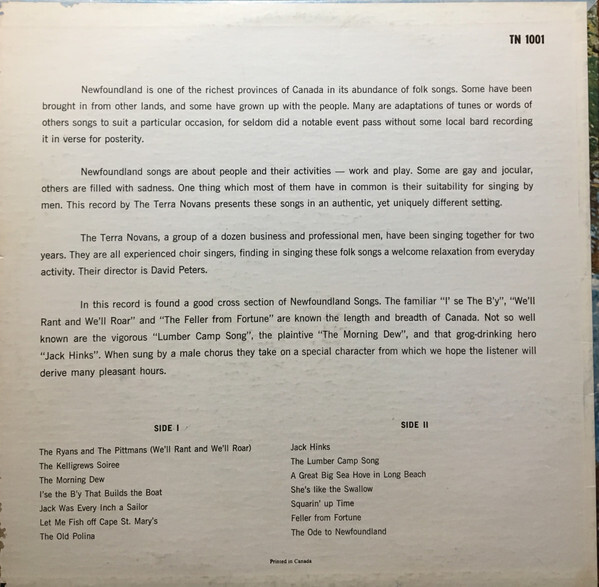 TN 1001
Newfoundland is one of the richest provinces of Canada in its abundance of folk songs. Some have been
brought in from other lands, and some have grown up with the people. Many are adaptations of tunes or words of
others songs to suit a particular occasion, for seldom did a notable event pass without some local bard recording
it in verse for posterity.
Newfoundland songs are about people and their activities — work and play. Some are gay and jocular,
others are filled with sadness. One thing which most of them have in common is their suitability for singing by
men. This record by The Terra Novans presents these songs in an authentic, yet uniquely different setting.
The Terra Novans, a group of a dozen business and professional men, have been singing together for two
years. They are all experienced choir singers, finding in singing these folk songs a welcome relaxation from everyday
activity. Their director is David Peters.
In this record is found a good cross section of Newfoundland Songs. The familiar "I' se The B'y", "We'll
Rant and We'll Roar" and "The Feller from Fortune" are known the length and breadth of Canada. Not so well
known are the vigorous "Lumber Camp Song", the plaintive "The Morning Dew", and that grog-drinking hero
"Jack Hinks". When sung by a male chorus they take on a special character from which we hope the listener will
derive many pleasant hours.
SIDE I
The Ryans and The Pittmans (We'll Rant and We'll Roar)
The Kelligrews Soiree
The Morning Dew
I'se the B'y That Builds the Boat
Jack Was Every Inch a Sailor
Let Me Fish off Cape St. Mary's
The Old Polina
SIDE II
Jack Hinks
The Lumber Camp Song
A Great Big Sea Hove in Long Beach
She's like the Swallow
Squarin' up Time
Feller from Fortune
The Ode to Newfoundland
Printed in Canada